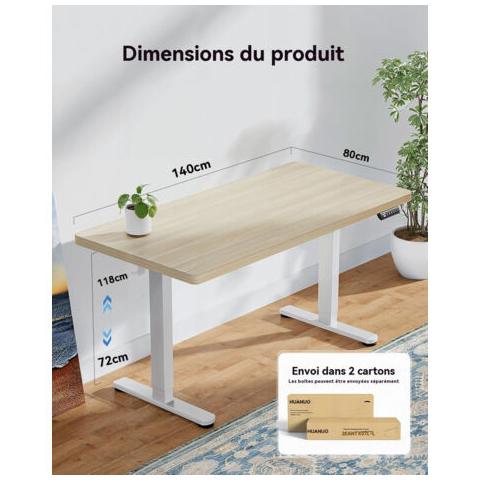 Dimensions du produit
140cm
80cm
118cm
72cm
Envoi dans 2 cartons
Les boîtes peuvent être envoyées séparément
HUANUO
HUANUO